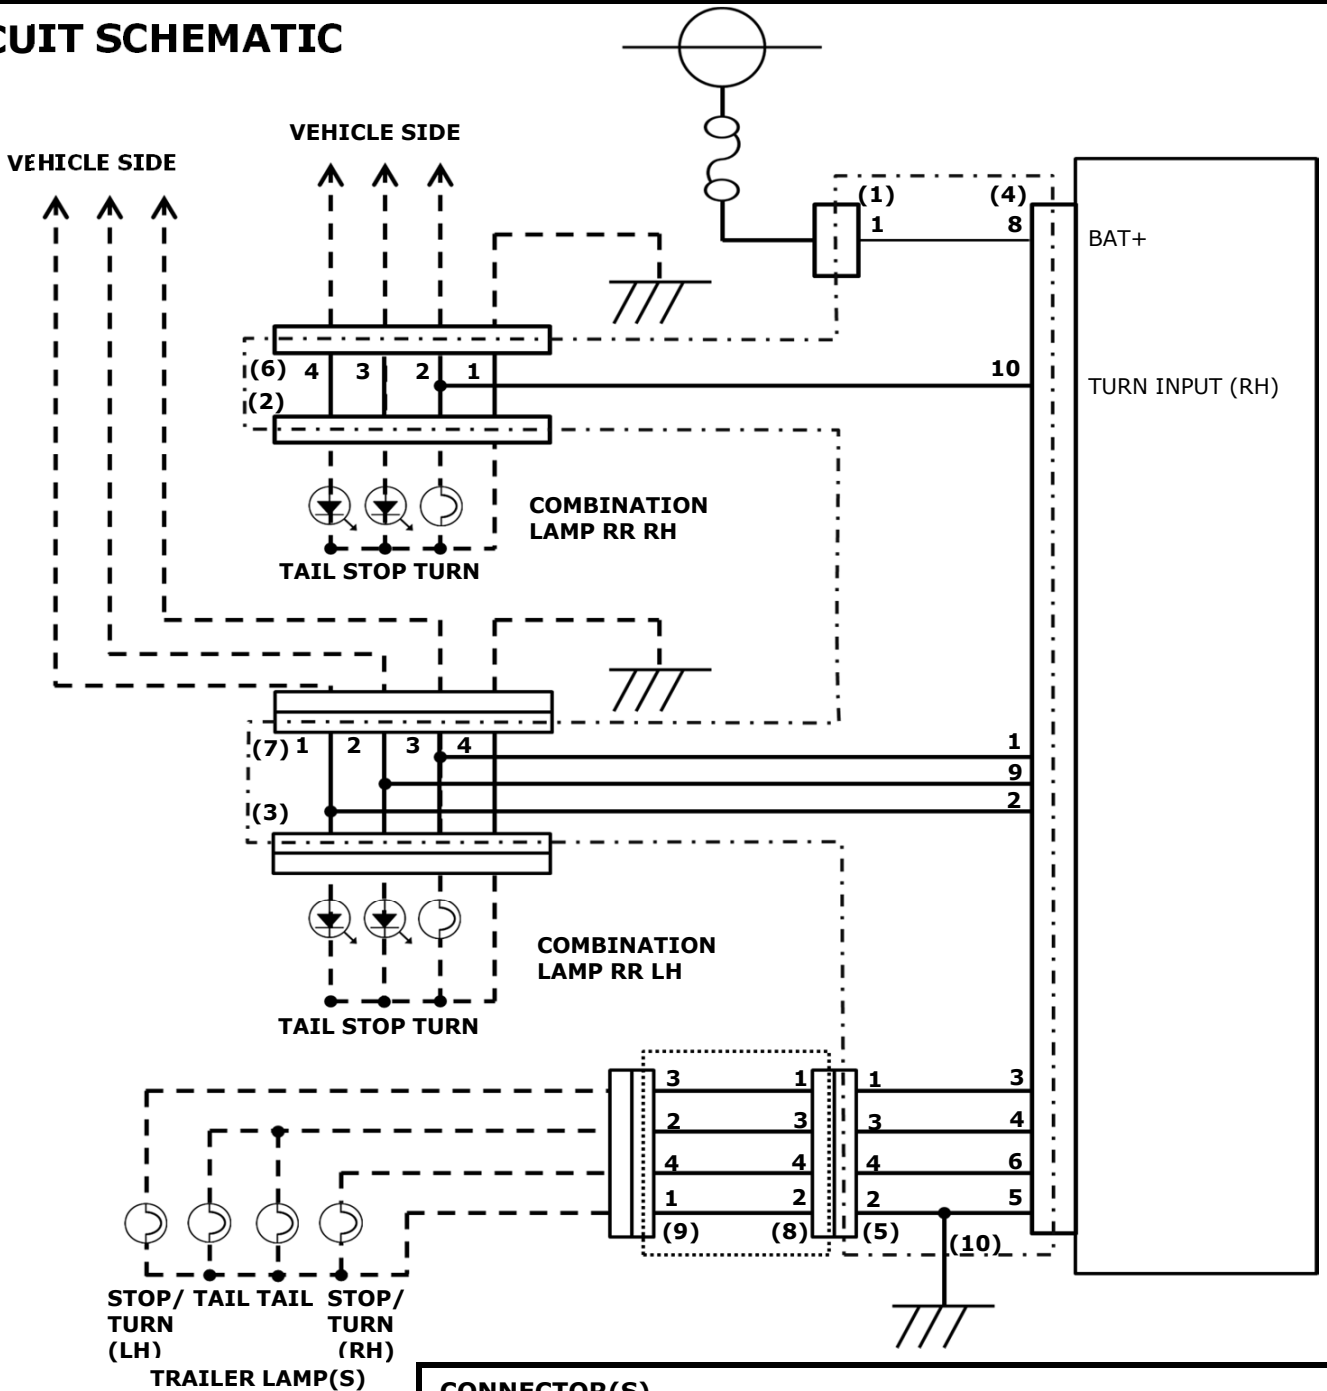 CUIT SCHEMATIC
VEHICLE SIDE
VEHICLE SIDE
(1) (4)
1 8
BAT+
(6) 4 3 2 1
10
TURN INPUT (RH)
(2)
COMBINATION
LAMP RR RH
TAIL STOP TURN
(7) 1 2 3 4
1
9
2
(3)
COMBINATION
LAMP RR LH
TAIL STOP TURN
3 1 1 3
2 3 3 4
4 4 4 6
1 2 2 5
(9) (8) (5) (10)
STOP/ TAIL TAIL STOP/
TURN TURN
(LH) (RH)
TRAILER LAMP(S)
CONNECTOR(S)